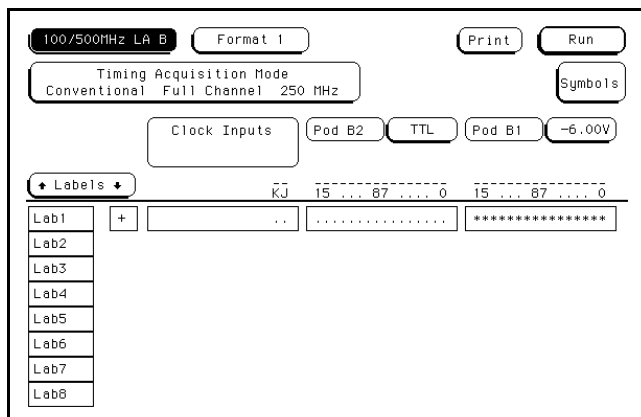 100/500MHz LA B Format 1 Print Run
Timing Acquisition Mode
Conventional Full Channel 250 MHz
Symbols
Clock Inputs Pod B2 TTL Pod B1 -6.00V
↑ Labels ↓
KJ 15 ... 87 .... 0 15 ... 87 .... 0
Lab1 + .. ................ ****************
Lab2
Lab3
Lab4
Lab5
Lab6
Lab7
Lab8